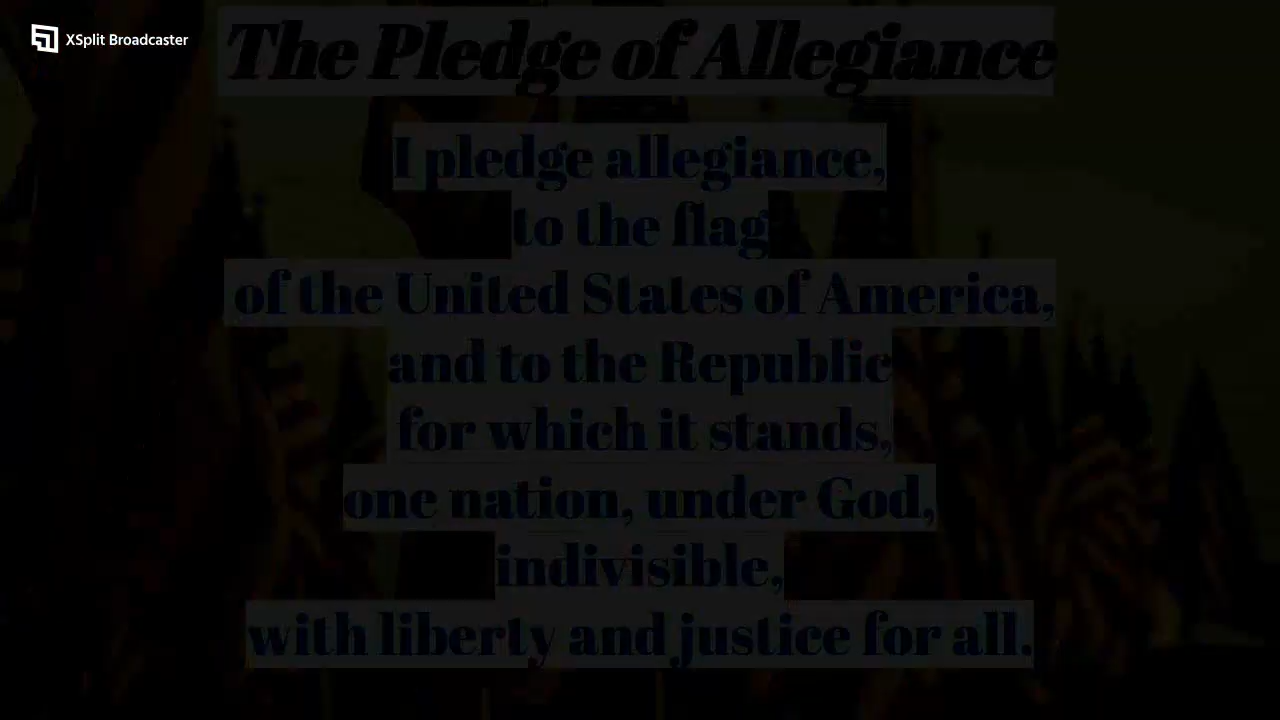 XSplit Broadcaster
The Pledge of Allegiance
I pledge allegiance,
to the flag
of the United States of America,
and to the Republic
for which it stands,
one nation, under God,
indivisible,
with liberty and justice for all.